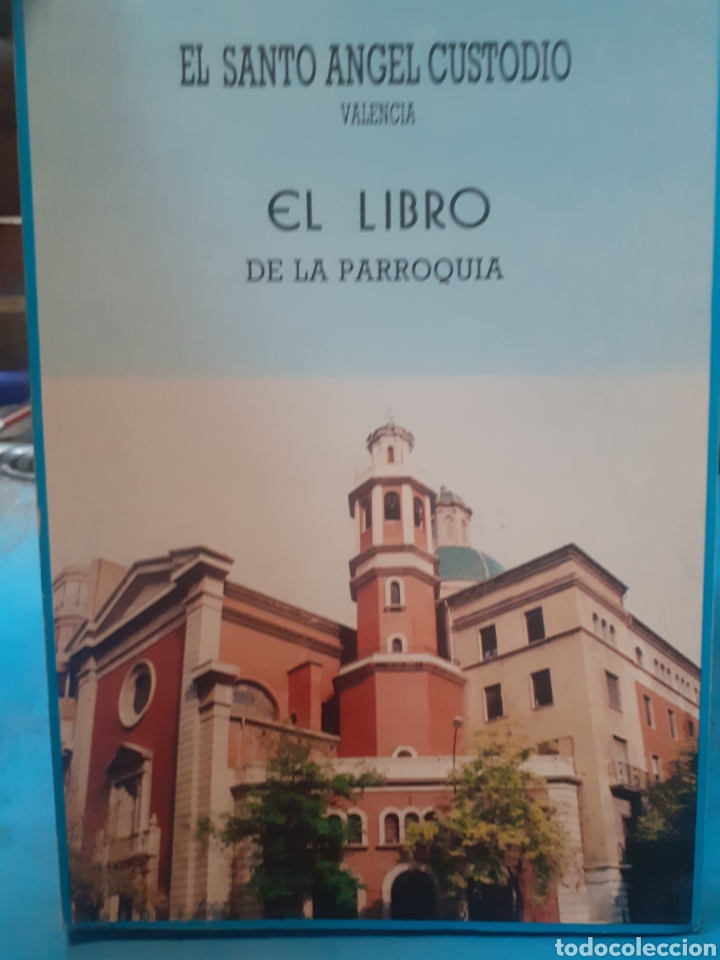 EL SANTO ANGEL CUSTODIO
VALENCIA
EL LIBRO
DE LA PARROQUIA
todocoleccion